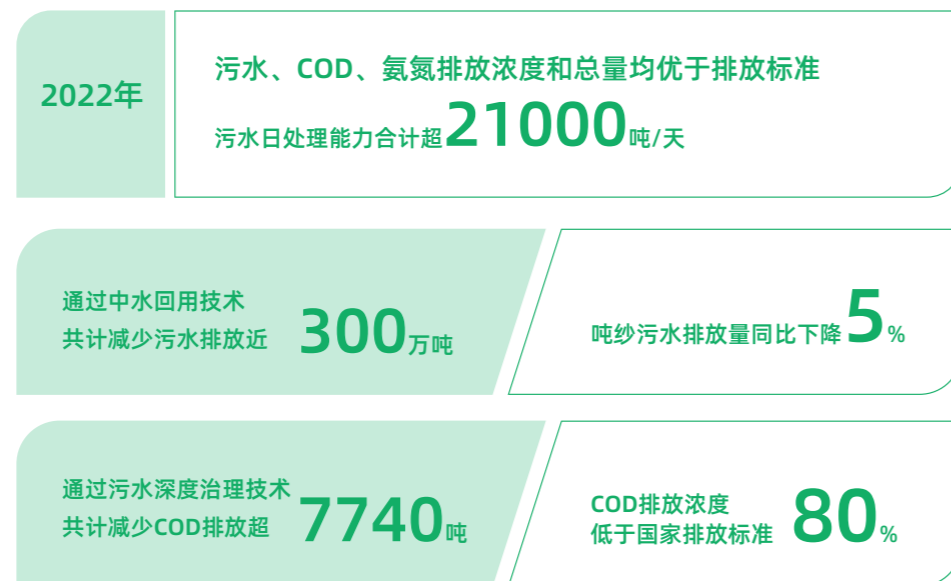 2022年
污水、COD、氨氮排放浓度和总量均优于排放标准
污水日处理能力合计超21000吨/天
通过中水回用技术
共计减少污水排放近 300万吨
吨纱污水排放量同比下降5%
通过污水深度治理技术
共计减少COD排放超 7740吨
COD排放浓度
低于国家排放标准 80%